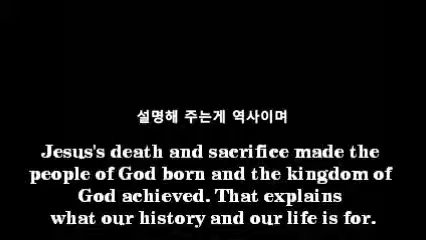 설명해 주는게 역사이며
Jesus's death and sacrifice made the
people of God born and the kingdom of
God achieved. That explains
what our history and our life is for.